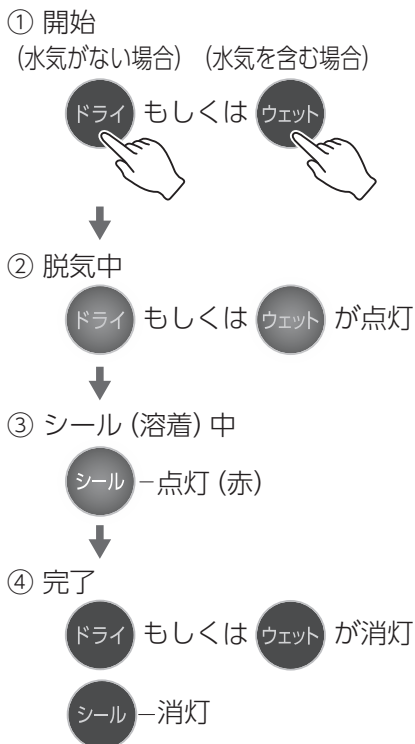 ① 開始
(水気がない場合) (水気を含む場合)
ドライ もしくは ウェット
② 脱気中
ドライ もしくは ウェット が点灯
③ シール (溶着) 中
シール −点灯 (赤)
④ 完了
ドライ もしくは ウェット が消灯
シール −消灯